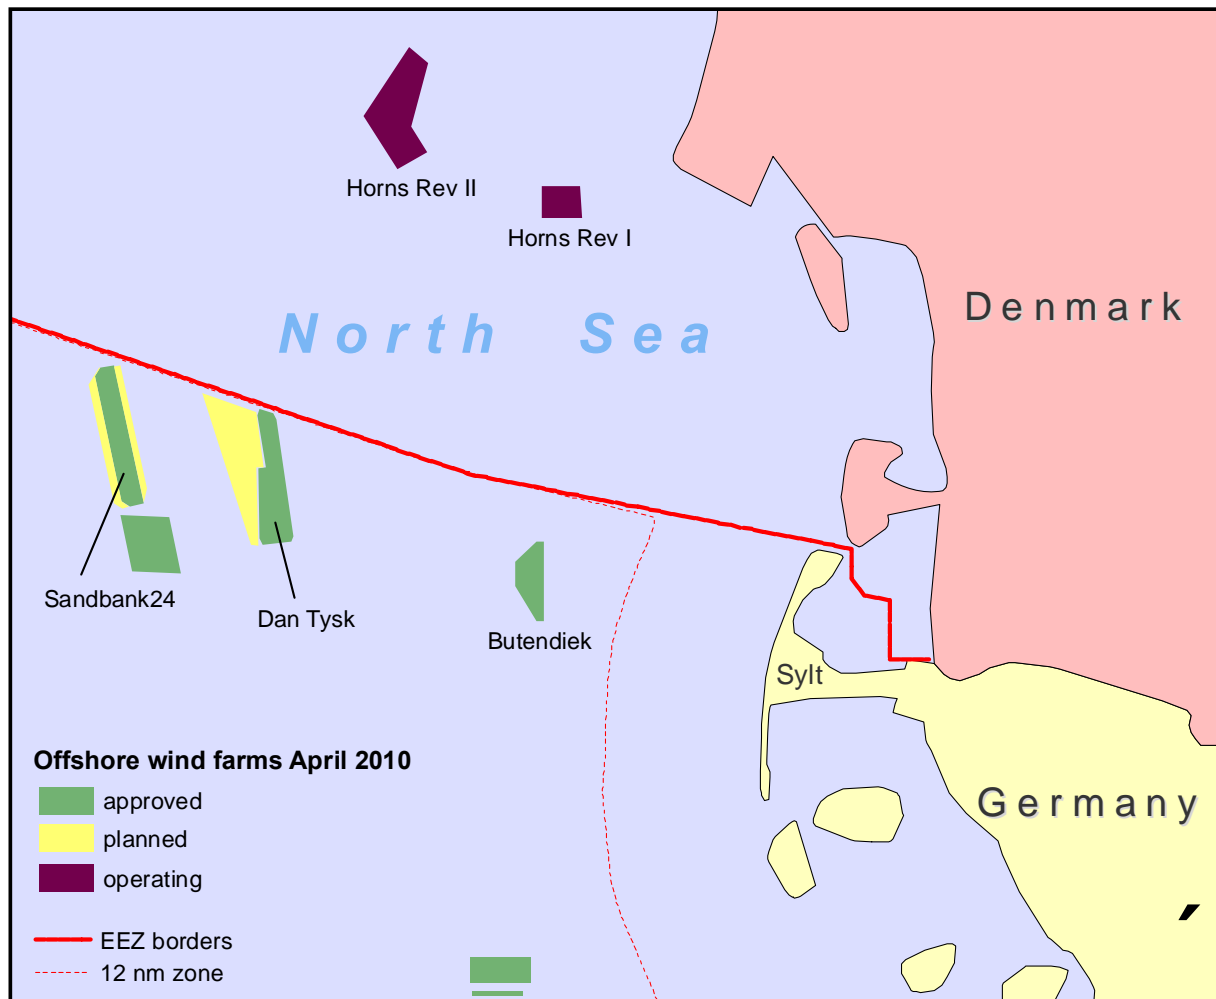 Horns Rev II
Horns Rev I
Denmark
North Sea
Sandbank24
Dan Tysk
Butendiek
Sylt
Germany
Offshore wind farms April 2010
approved
planned
operating
EEZ borders
12 nm zone